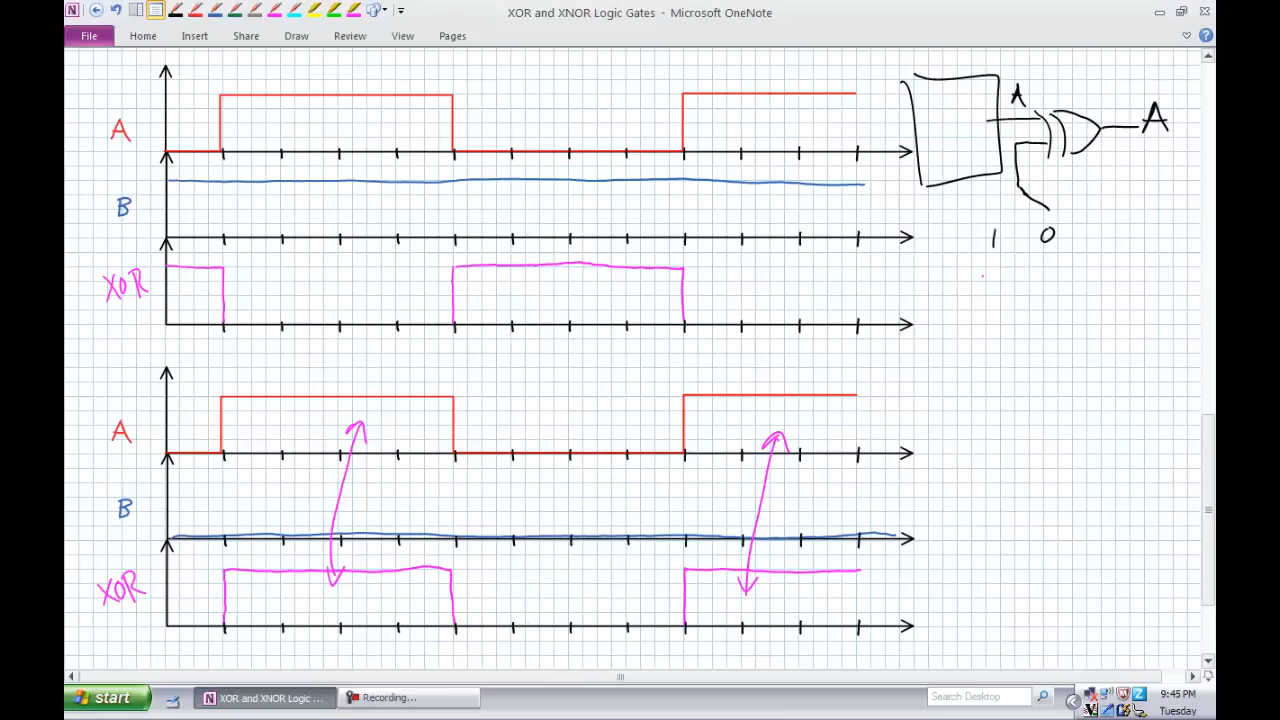 XOR and XNOR Logic Gates - Microsoft OneNote
File Home Insert Share Draw Review View Pages
A
B
XOR
A
A
1 0
A
B
XOR
start
XOR and XNOR Logic ...
Recording...
Search Desktop
9:45 PM
Tuesday